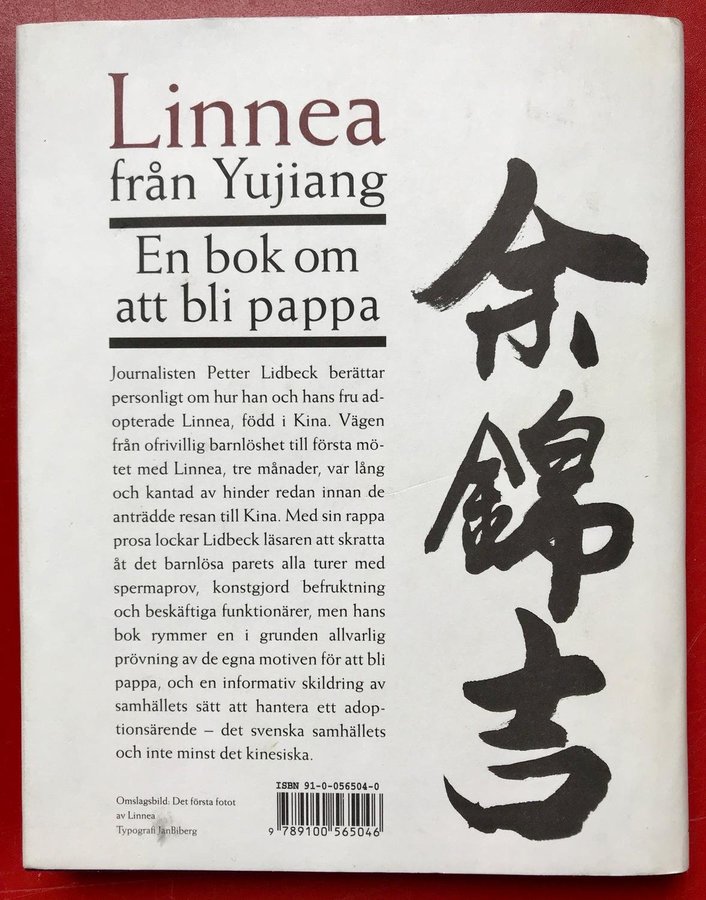 Linnea
från Yujiang
En bok om
att bli pappa
Journalisten Petter Lidbeck berättar
personligt om hur han och hans fru ad-
opterade Linnea, född i Kina. Vägen
från ofrivillig barnlöshet till första mö-
tet med Linnea, tre månader, var lång
och kantad av hinder redan innan de
anträdde resan till Kina. Med sin rappa
prosa lockar Lidbeck läsaren att skratta
åt det barnlösa parets alla turer med
spermaprov, konstgjord befruktning
och beskäftiga funktionärer, men hans
bok rymmer en i grunden allvarlig
prövning av de egna motiven för att bli
pappa, och en informativ skildring av
samhällets sätt att hantera ett adop-
tionsärende – det svenska samhällets
och inte minst det kinesiska.
Omslagsbild: Det första fotot
av Linnea
Typografi JanBiberg
ISBN 91-0-056504-0
9 789100 565046
余
錦
吉